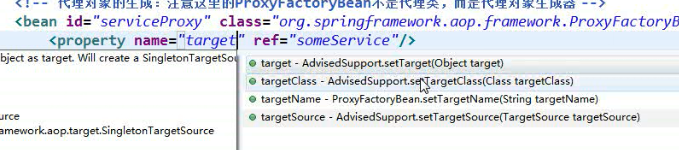 <!-- 代理对象的生成：注意这里的ProxyFactoryBean不是代理类，而是代理对象生成器 -->
<bean id="serviceProxy" class="org.springframework.aop.framework.ProxyFactoryB
<property name="target" ref="someService"/>
bject as target. Will create a SingletonTargetSou
target - AdvisedSupport.setTarget(Object target)
targetClass - AdvisedSupport.setTargetClass(Class targetClass)
targetName - ProxyFactoryBean.setTargetName(String targetName)
ource
targetSource - AdvisedSupport.setTargetSource(TargetSource targetSource)
amework.aop.target.SingletonTargetSource